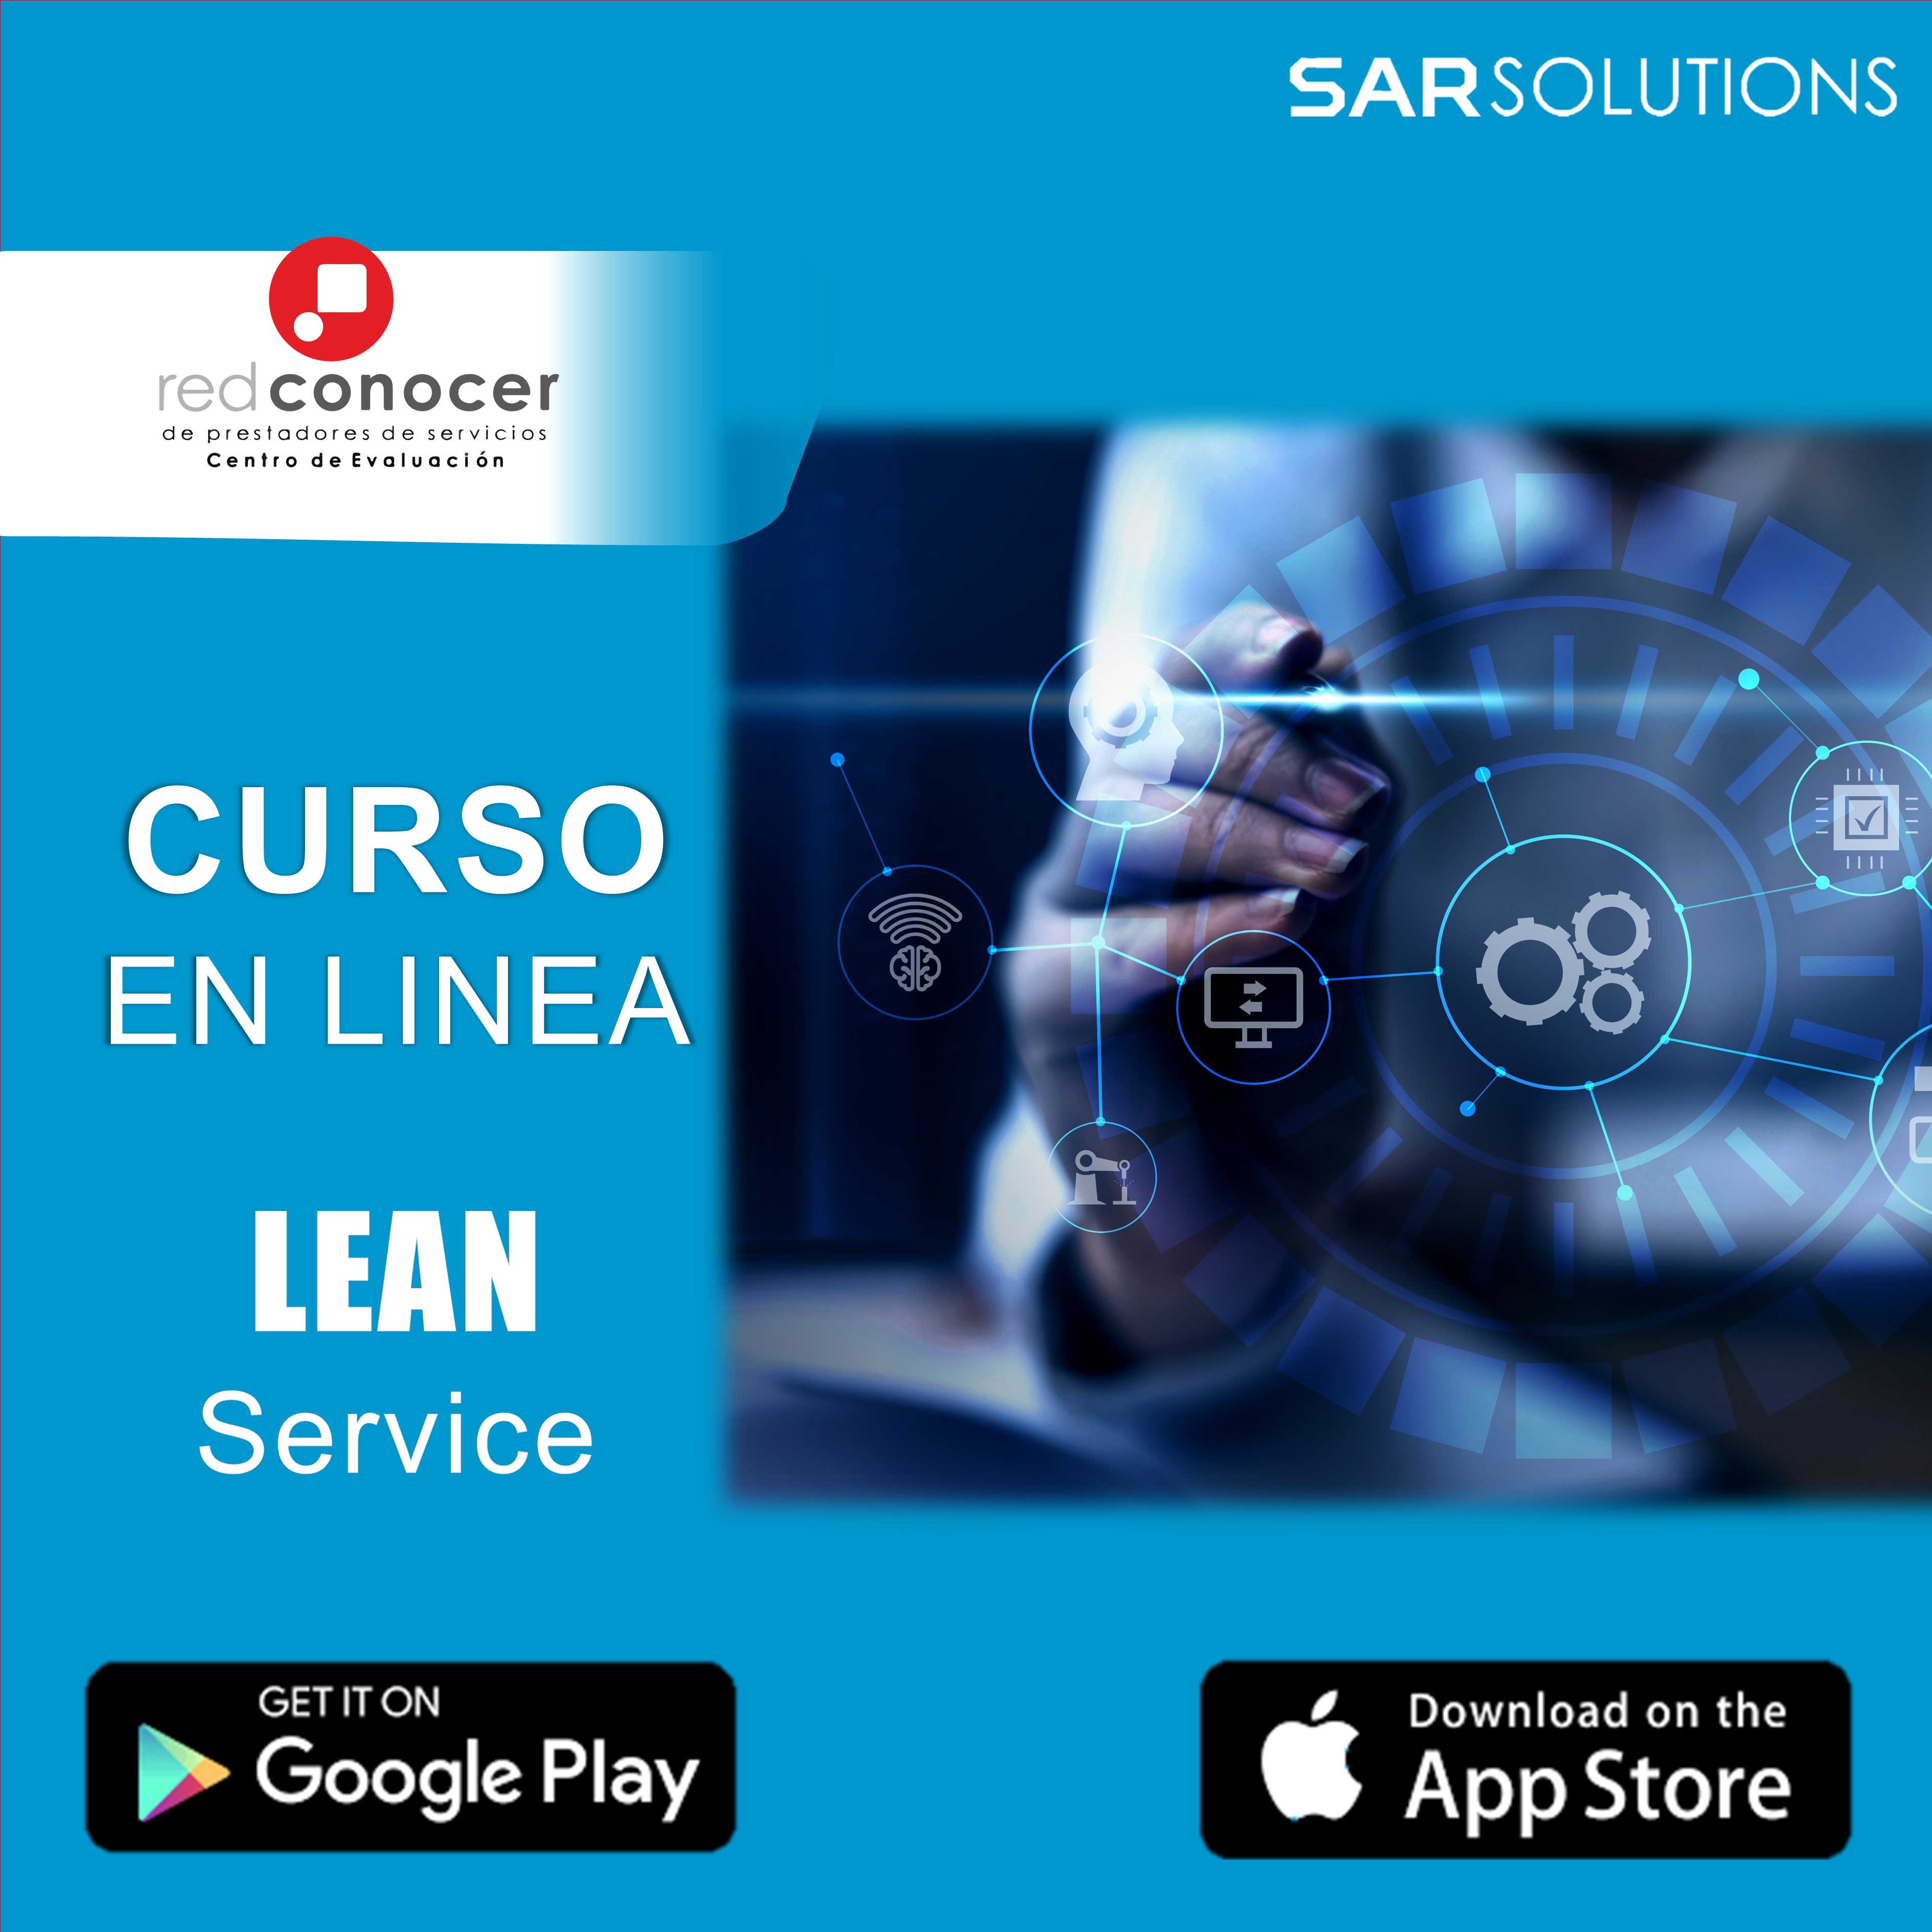 SARSOLUTIONS
redconocer
de prestadores de servicios
Centro de Evaluación
CURSO
EN LINEA
LEAN
Service
GET IT ON
Google Play
Download on the
App Store